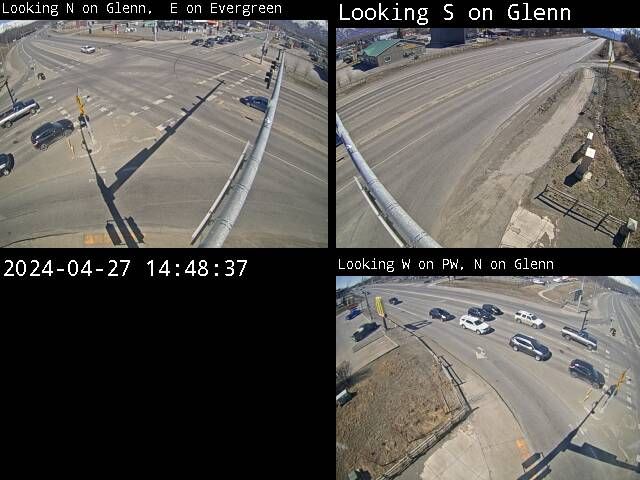 Looking N on Glenn, E on Evergreen
Looking S on Glenn
2024-04-27 14:48:37
Looking W on PW, N on Glenn